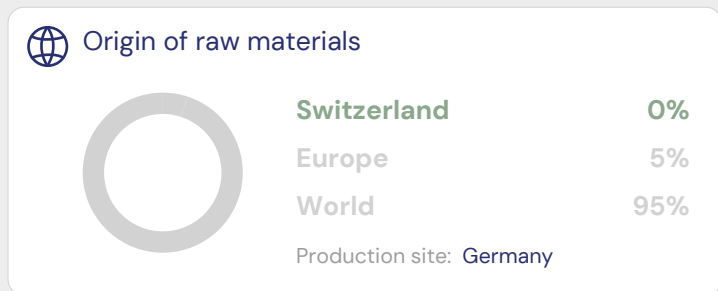 Origin of raw materials
Switzerland 0%
Europe 5%
World 95%
Production site: Germany